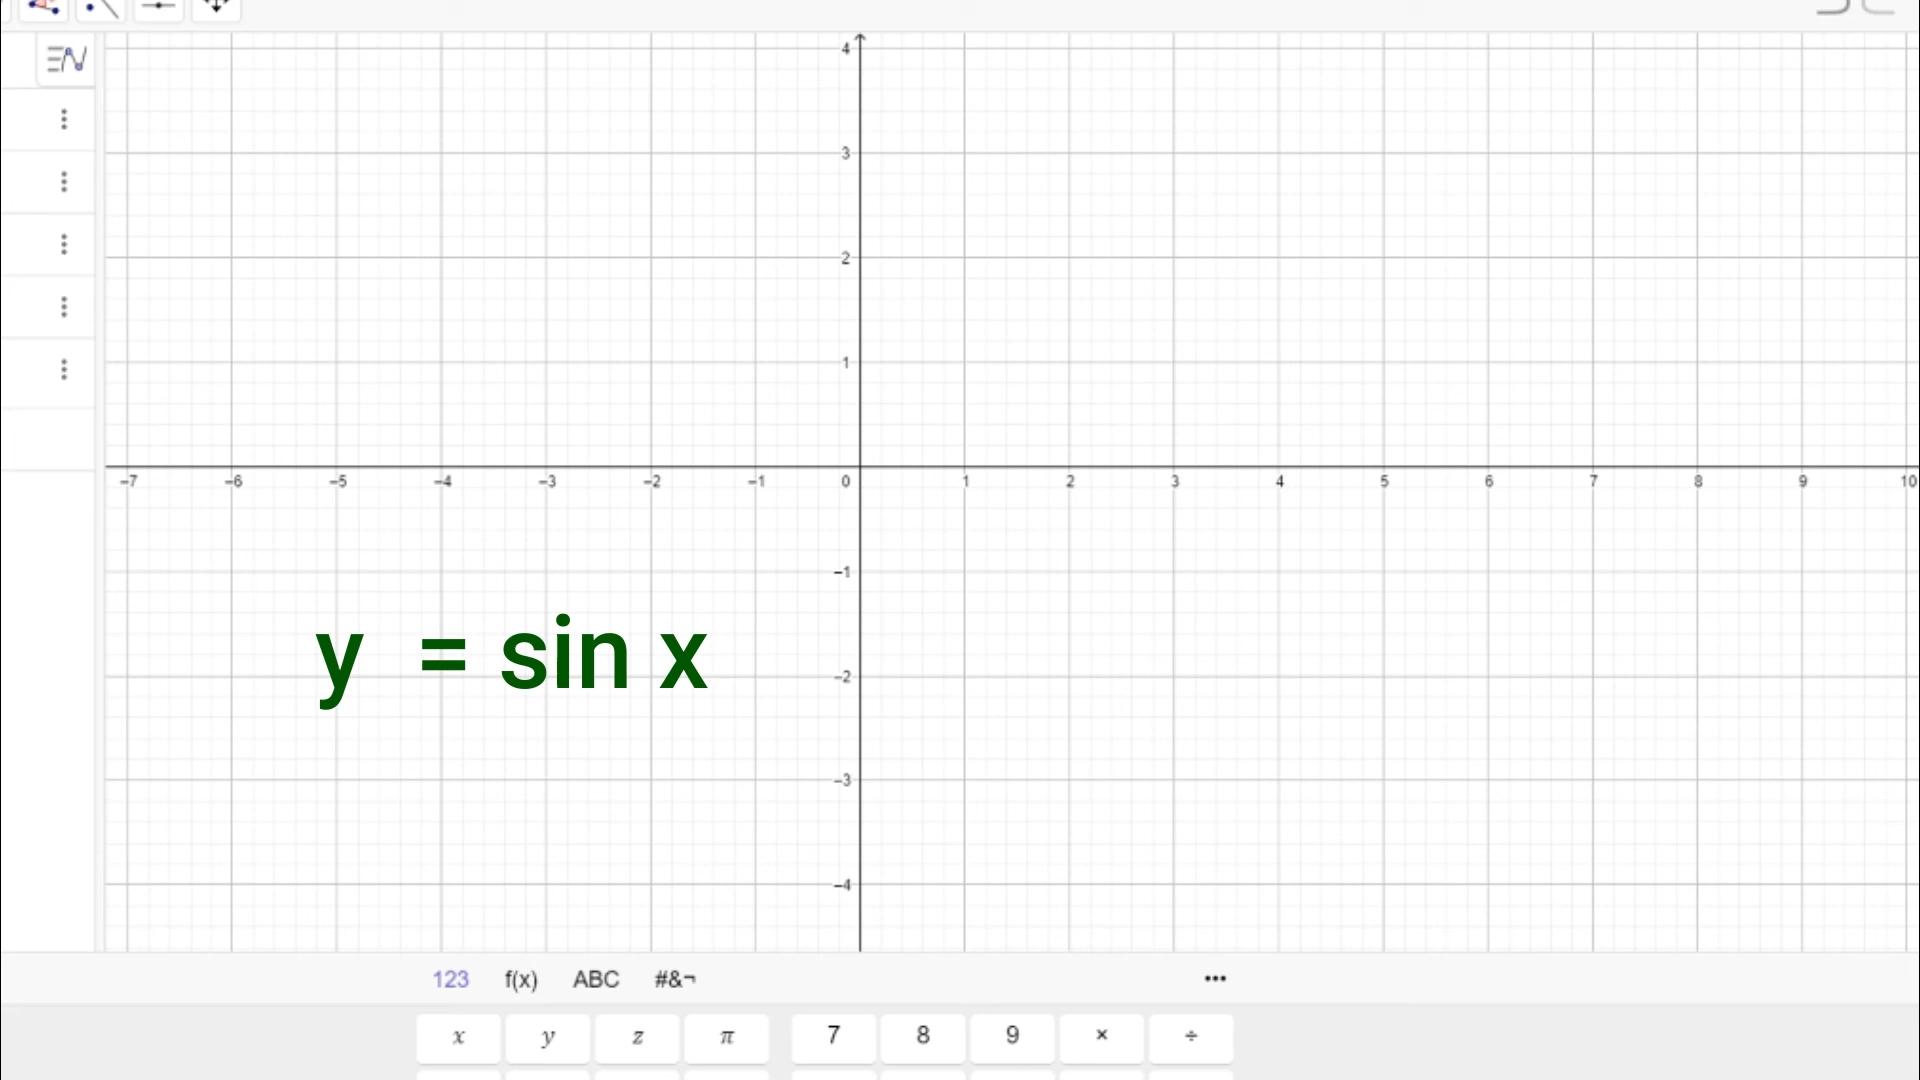 4
3
2
1
−7 −6 −5 −4 −3 −2 −1 0 1 2 3 4 5 6 7 8 9 10
−1
y = sin x
−2
−3
−4
123 f(x) ABC #&¬ •••
x y z π 7 8 9 × ÷